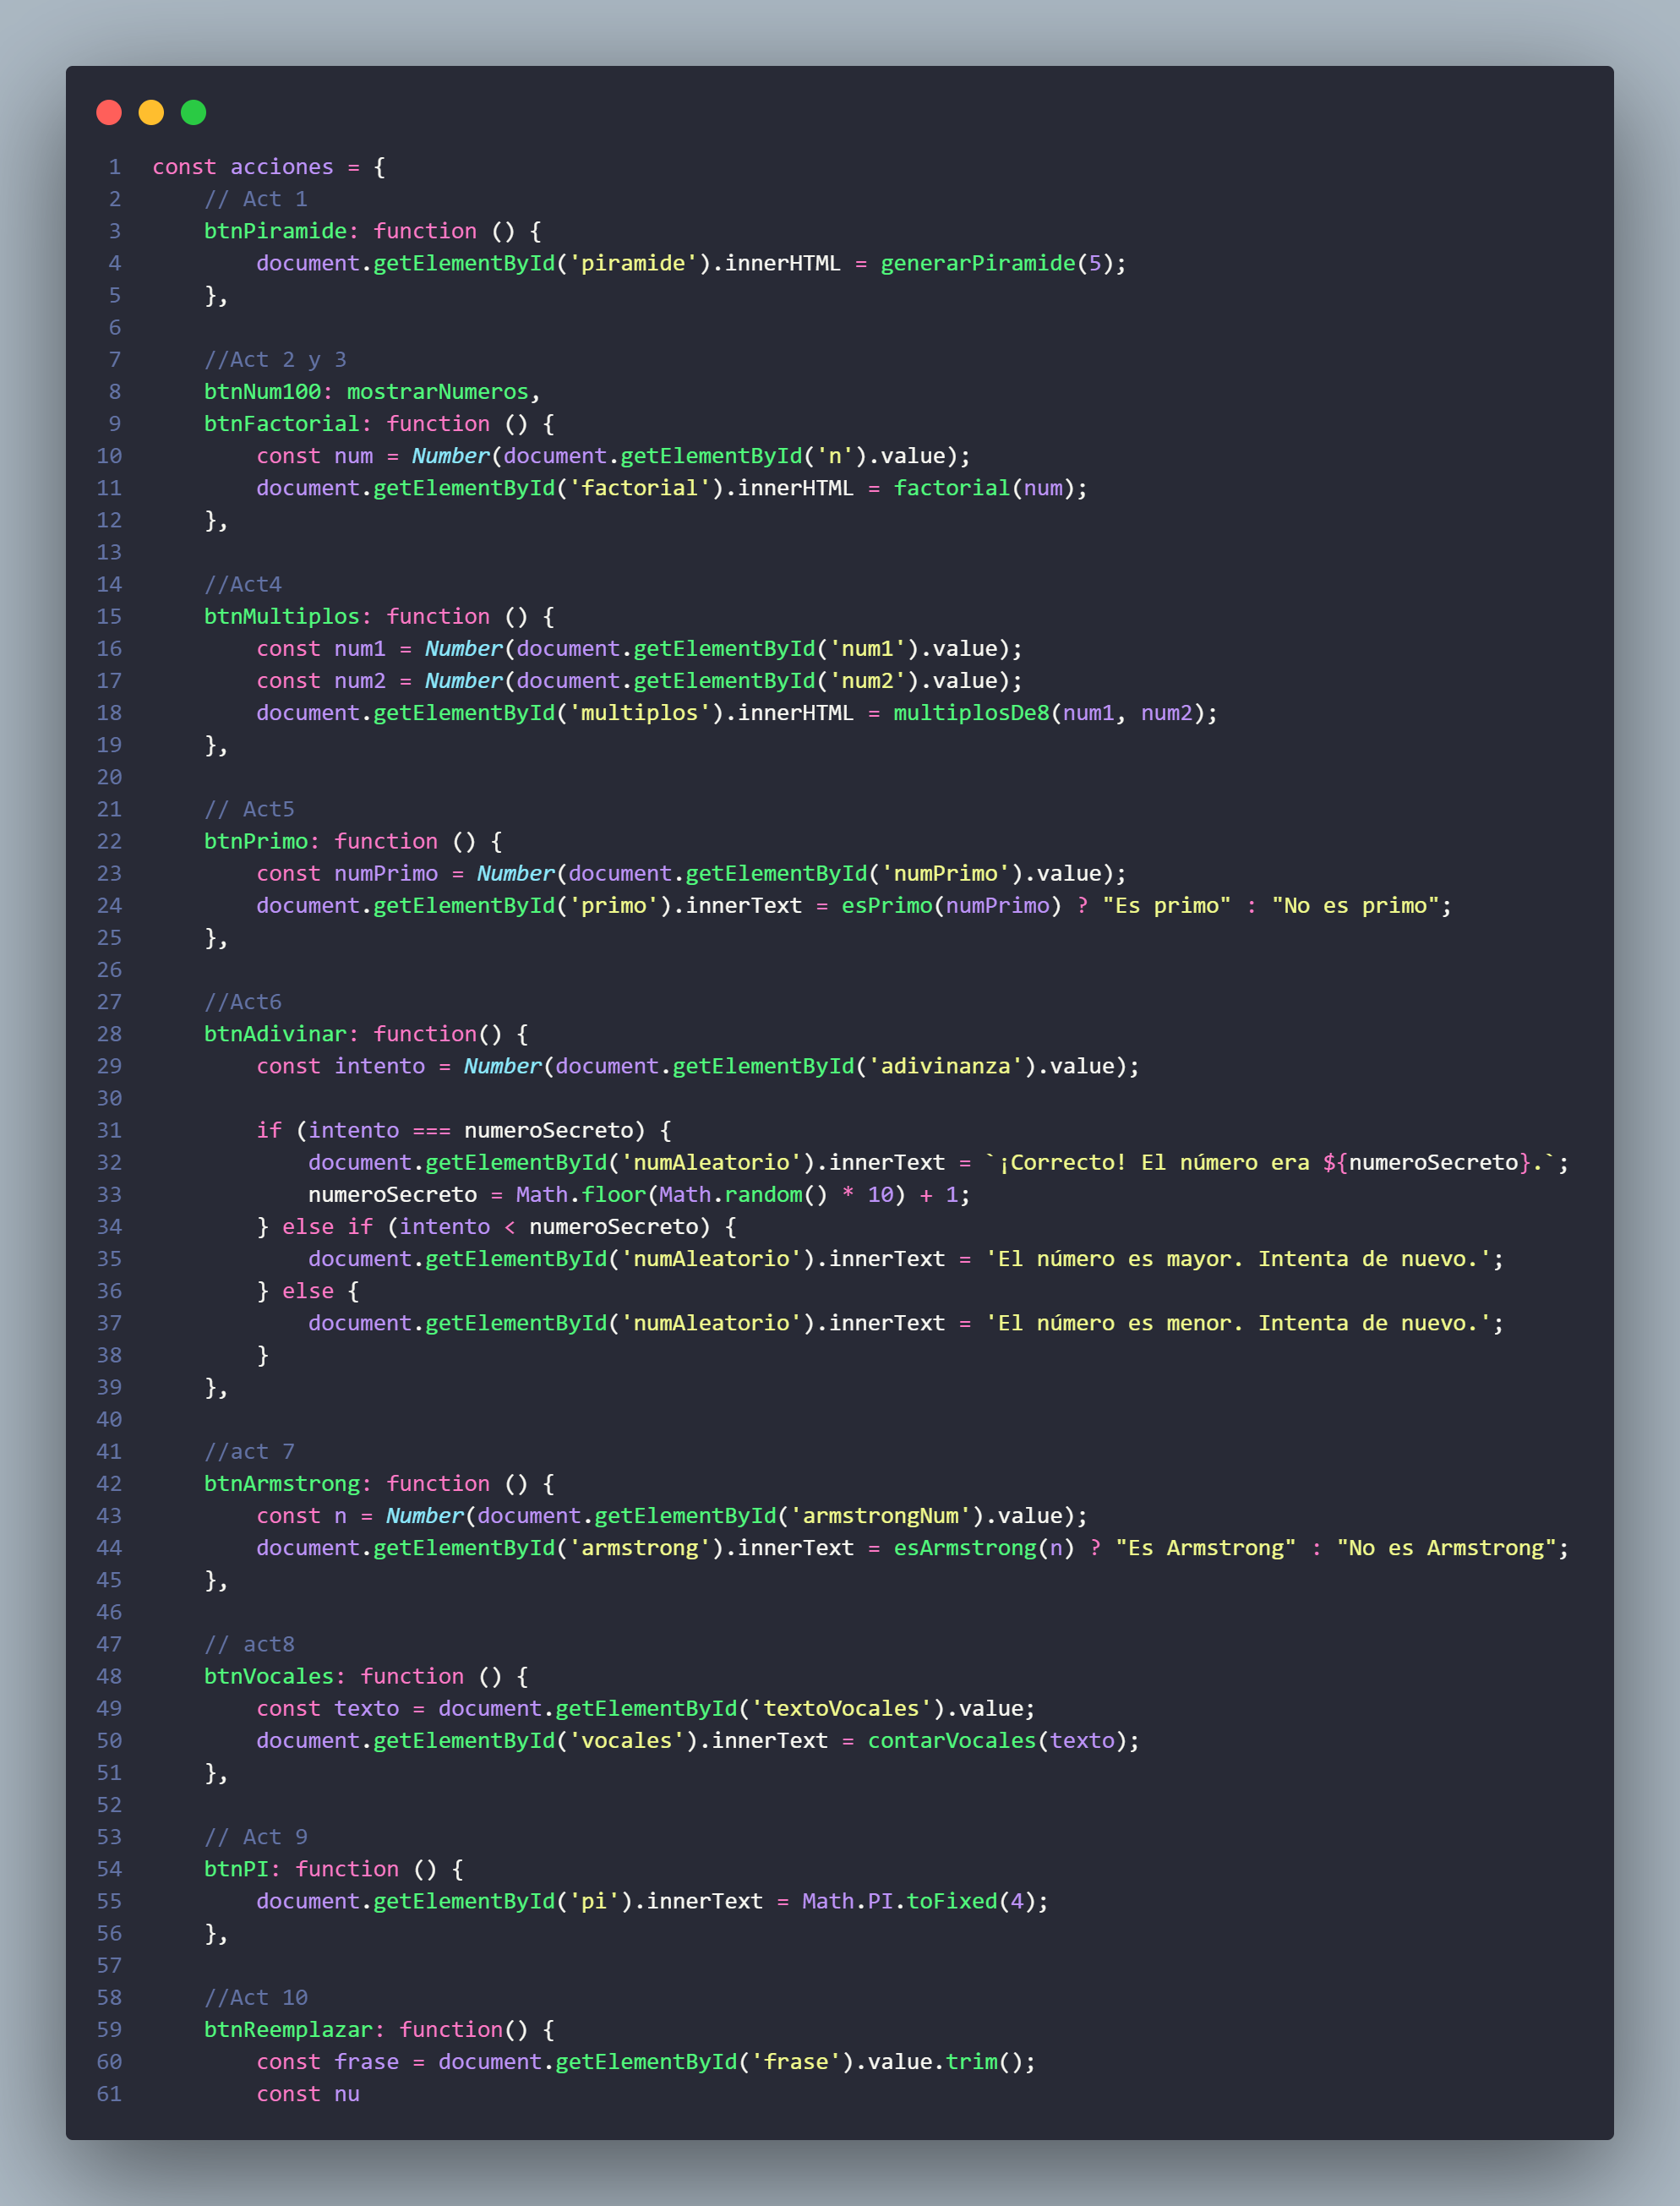 1 const acciones = {
2 // Act 1
3 btnPiramide: function () {
4 document.getElementById('piramide').innerHTML = generarPiramide(5);
5 },
6
7 //Act 2 y 3
8 btnNum100: mostrarNumeros,
9 btnFactorial: function () {
10 const num = Number(document.getElementById('n').value);
11 document.getElementById('factorial').innerHTML = factorial(num);
12 },
13
14 //Act4
15 btnMultiplos: function () {
16 const num1 = Number(document.getElementById('num1').value);
17 const num2 = Number(document.getElementById('num2').value);
18 document.getElementById('multiplos').innerHTML = multiplosDe8(num1, num2);
19 },
20
21 // Act5
22 btnPrimo: function () {
23 const numPrimo = Number(document.getElementById('numPrimo').value);
24 document.getElementById('primo').innerText = esPrimo(numPrimo) ? "Es primo" : "No es primo";
25 },
26
27 //Act6
28 btnAdivinar: function() {
29 const intento = Number(document.getElementById('adivinanza').value);
30
31 if (intento === numeroSecreto) {
32 document.getElementById('numAleatorio').innerText = `¡Correcto! El número era ${numeroSecreto}.`;
33 numeroSecreto = Math.floor(Math.random() * 10) + 1;
34 } else if (intento < numeroSecreto) {
35 document.getElementById('numAleatorio').innerText = 'El número es mayor. Intenta de nuevo.';
36 } else {
37 document.getElementById('numAleatorio').innerText = 'El número es menor. Intenta de nuevo.';
38 }
39 },
40
41 //act 7
42 btnArmstrong: function () {
43 const n = Number(document.getElementById('armstrongNum').value);
44 document.getElementById('armstrong').innerText = esArmstrong(n) ? "Es Armstrong" : "No es Armstrong";
45 },
46
47 // act8
48 btnVocales: function () {
49 const texto = document.getElementById('textoVocales').value;
50 document.getElementById('vocales').innerText = contarVocales(texto);
51 },
52
53 // Act 9
54 btnPI: function () {
55 document.getElementById('pi').innerText = Math.PI.toFixed(4);
56 },
57
58 //Act 10
59 btnReemplazar: function() {
60 const frase = document.getElementById('frase').value.trim();
61 const nu